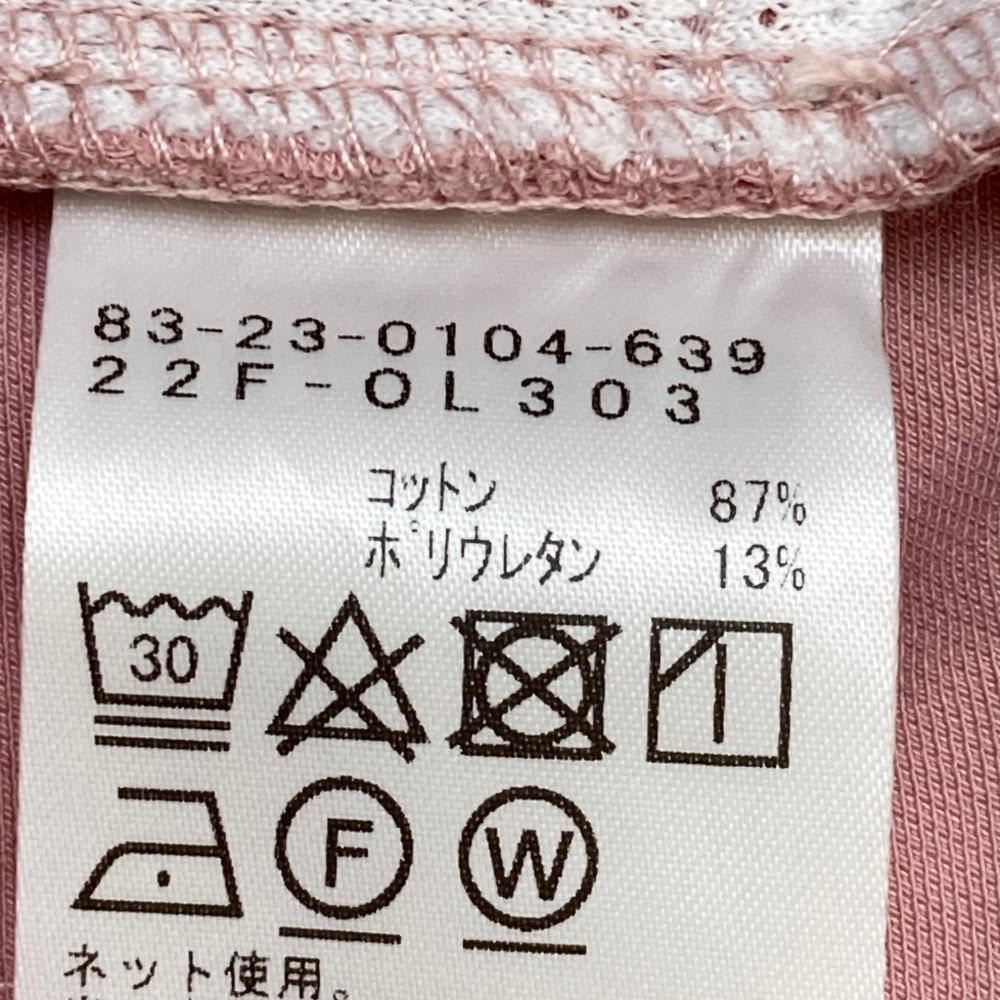 83-23-0104-639
22F-OL303
コットン 87%
ポリウレタン 13%
30
F W
ネット使用。